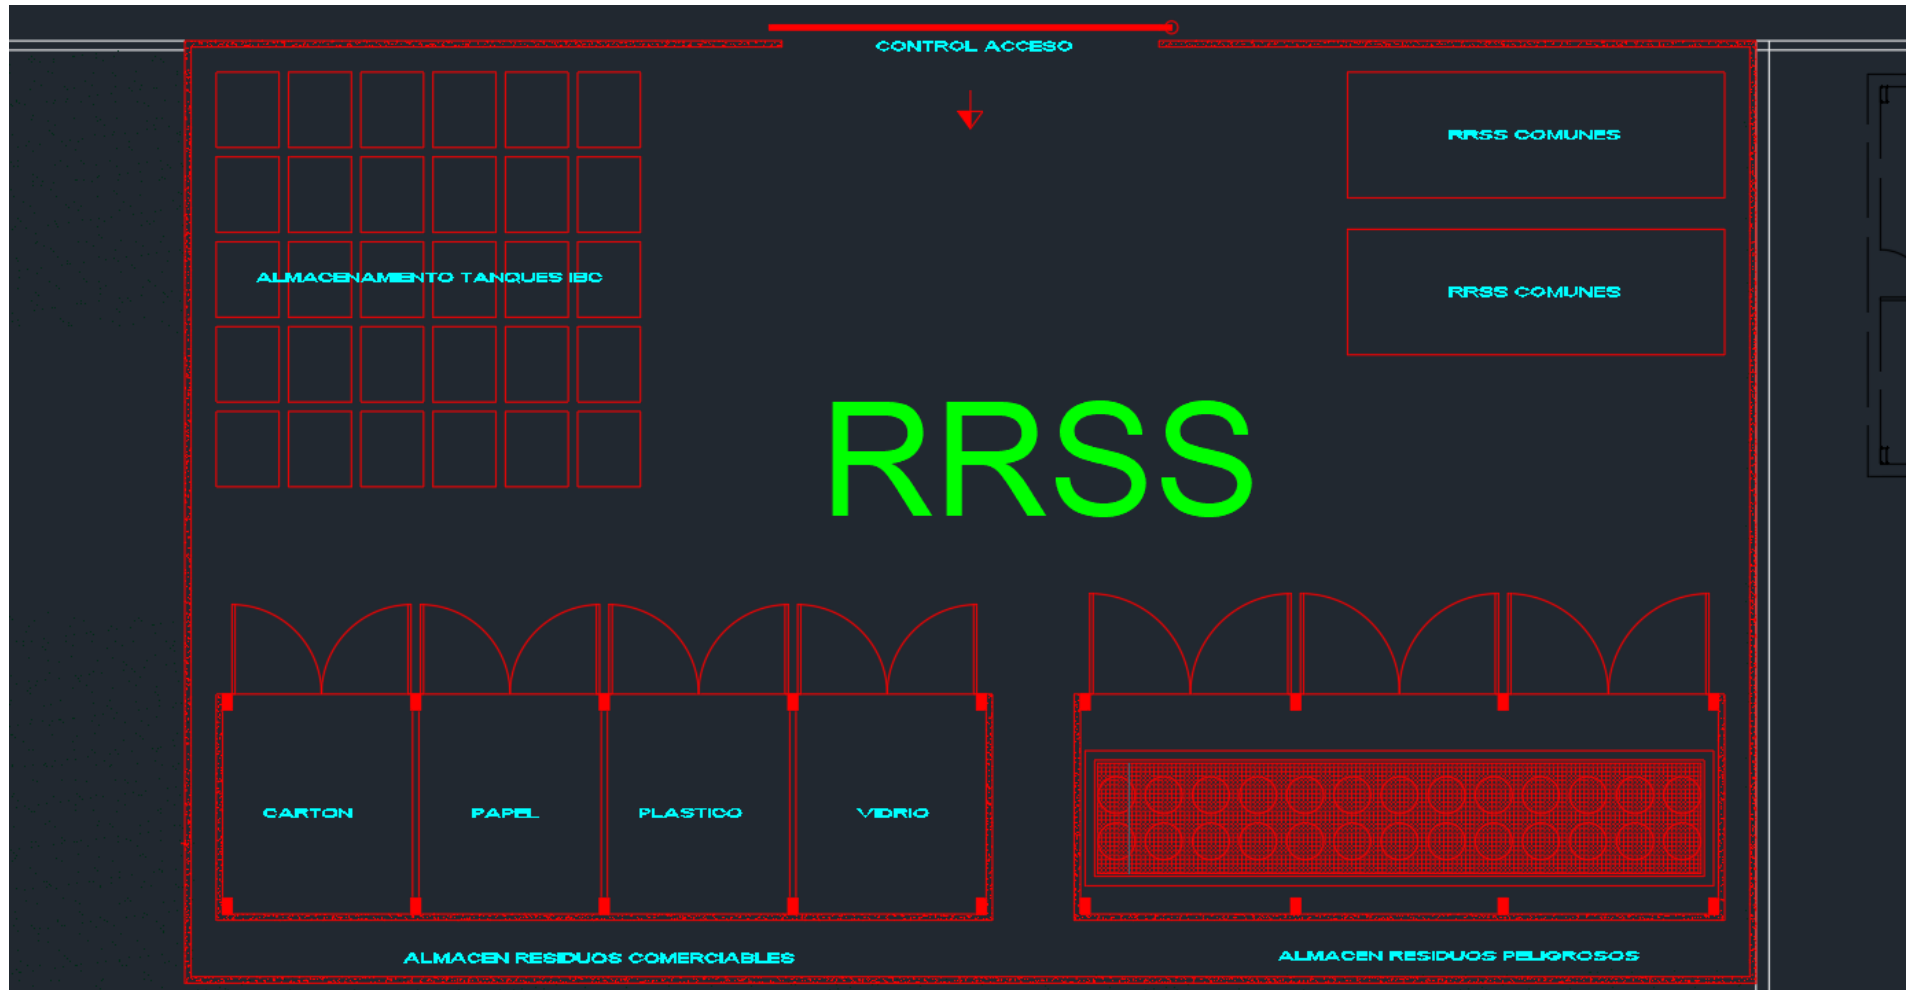 CONTROL ACCESO
RRSS COMUNES
ALMACENAMIENTO TANQUES IBC
RRSS COMUNES
RRSS
CARTON
PAPEL
PLASTICO
VIDRIO
ALMACEN RESIDUOS COMERCIABLES
ALMACEN RESIDUOS PELIGROSOS